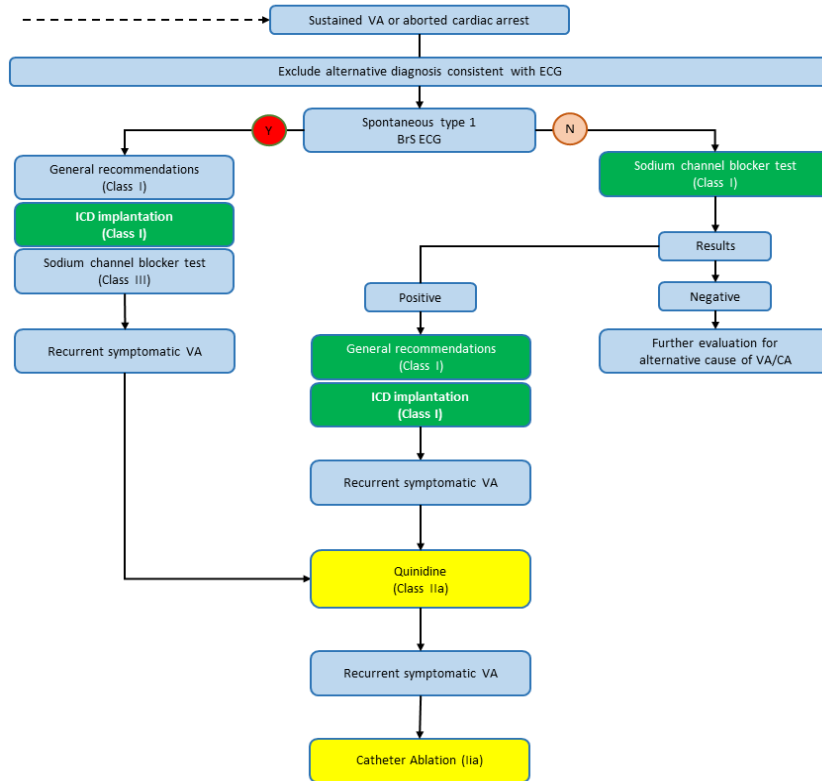 Sustained VA or aborted cardiac arrest
Exclude alternative diagnosis consistent with ECG
Spontaneous type 1
BrS ECG
Y
N
General recommendations
(Class I)
ICD implantation
(Class I)
Sodium channel blocker test
(Class III)
Recurrent symptomatic VA
Sodium channel blocker test
(Class I)
Results
Positive
Negative
General recommendations
(Class I)
ICD implantation
(Class I)
Further evaluation for
alternative cause of VA/CA
Recurrent symptomatic VA
Quinidine
(Class IIa)
Recurrent symptomatic VA
Catheter Ablation (Iia)